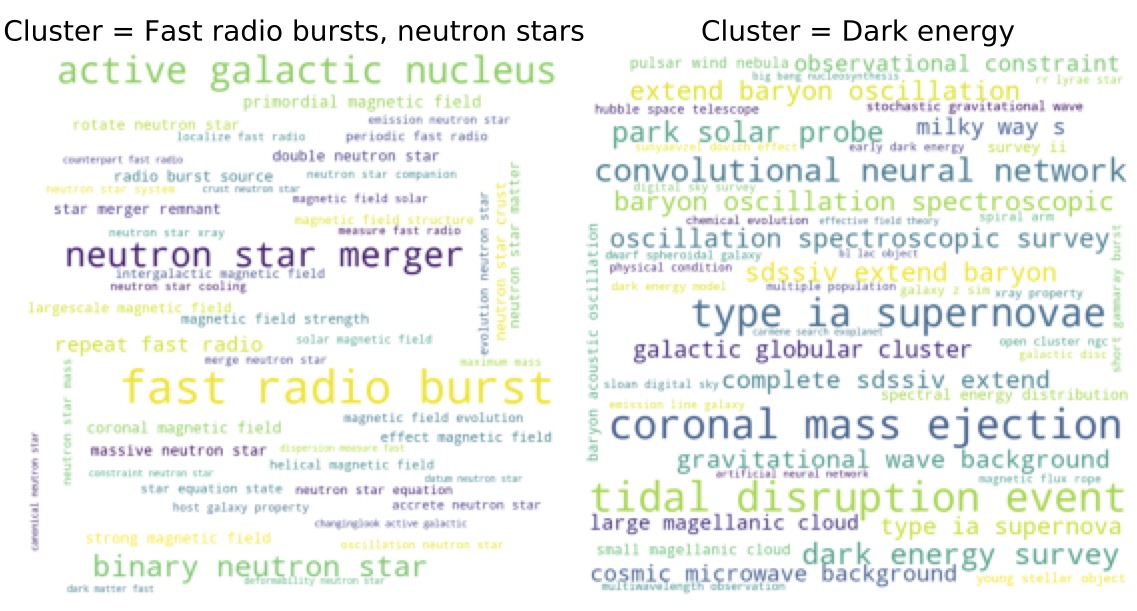 Cluster = Fast radio bursts, neutron stars
active galactic nucleus
primordial magnetic field
emission neutron star
rotate neutron star
localize fast radio
periodic fast radio
double neutron star
counterpart fast radio
radio burst source
neutron star companion
neutron star system
crust neutron star
magnetic field solar
star merger remnant
magnetic field structure
neutron star xray
measure fast radio
neutron star merger
intergalactic magnetic field
neutron star cooling
largescale magnetic field
magnetic field strength
solar magnetic field
repeat fast radio
merge neutron star
maximum mass
evolution neutron star
neutron star crust
neutron star matter
fast radio burst
neutron star mass
magnetic field evolution
coronal magnetic field
effect magnetic field
massive neutron star
dispersion measure fast
helical magnetic field
constraint neutron star
datum neutron star
star equation state
neutron star equation
host galaxy property
accrete neutron star
changinglook active galactic
canonical neutron star
strong magnetic field
oscillation neutron star
binary neutron star
deformability neutron star
dark matter fast
Cluster = Dark energy
pulsar wind nebula
observational constraint
big bang nucleosynthesis
rr lyrae star
extend baryon oscillation
hubble space telescope
stochastic gravitational wave
park solar probe
milky way s
sunyaevzel dovich effect
early dark energy
survey ii
convolutional neural network
digital sky survey
baryon oscillation spectroscopic
chemical evolution
effective field theory
spiral arm
oscillation spectroscopic survey
dwarf spheroidal galaxy
bl lac object
physical condition
sdssiv extend baryon
dark energy model
multiple population
galaxy z sim
xray property
short gammaray burst
baryon acoustic oscillation
type ia supernovae
carmene search exoplanet
open cluster ngc
galactic globular cluster
galactic disc
sloan digital sky
complete sdssiv extend
spectral energy distribution
emission line galaxy
coronal mass ejection
gravitational wave background
artificial neural network
magnetic flux rope
tidal disruption event
large magellanic cloud
type ia supernova
small magellanic cloud
dark energy survey
cosmic microwave background
young stellar object
multiwavelength observation